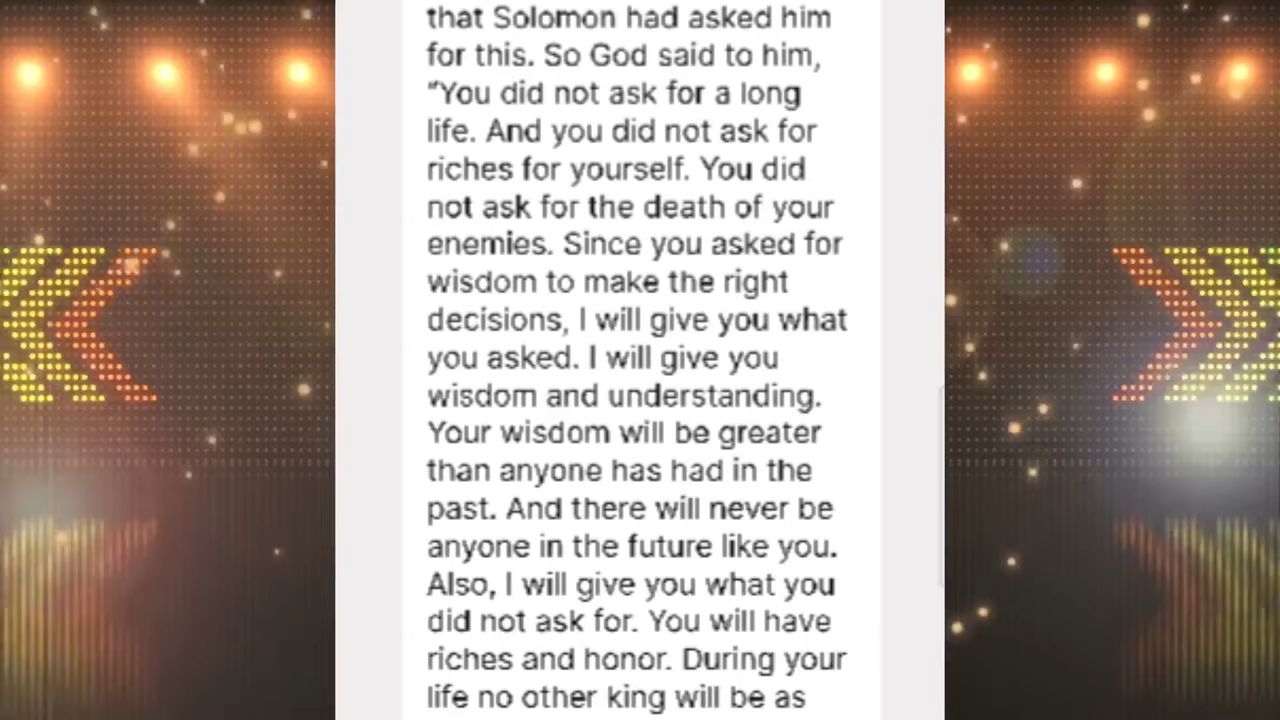 that Solomon had asked him
for this. So God said to him,
"You did not ask for a long
life. And you did not ask for
riches for yourself. You did
not ask for the death of your
enemies. Since you asked for
wisdom to make the right
decisions, I will give you what
you asked. I will give you
wisdom and understanding.
Your wisdom will be greater
than anyone has had in the
past. And there will never be
anyone in the future like you.
Also, I will give you what you
did not ask for. You will have
riches and honor. During your
life no other king will be as